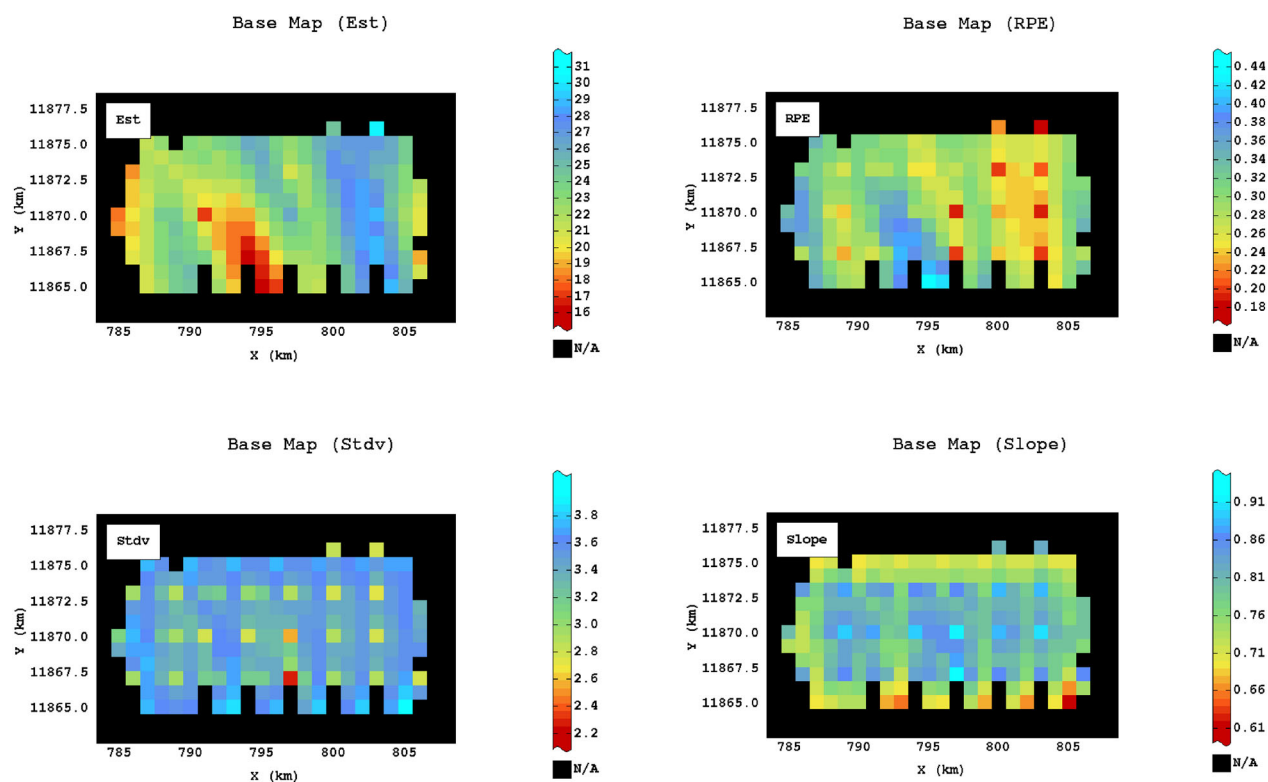 Base Map (Est)
Est
Y (km)
11877.5
11875.0
11872.5
11870.0
11867.5
11865.0
785 790 795 800 805
X (km)
31
30
29
28
27
26
25
24
23
22
21
20
19
18
17
16
N/A
Base Map (RPE)
RPE
Y (km)
11877.5
11875.0
11872.5
11870.0
11867.5
11865.0
785 790 795 800 805
X (km)
0.44
0.42
0.40
0.38
0.36
0.34
0.32
0.30
0.28
0.26
0.24
0.22
0.20
0.18
N/A
Base Map (Stdv)
Stdv
Y (km)
11877.5
11875.0
11872.5
11870.0
11867.5
11865.0
785 790 795 800 805
X (km)
3.8
3.6
3.4
3.2
3.0
2.8
2.6
2.4
2.2
N/A
Base Map (Slope)
Slope
Y (km)
11877.5
11875.0
11872.5
11870.0
11867.5
11865.0
785 790 795 800 805
X (km)
0.91
0.86
0.81
0.76
0.71
0.66
0.61
N/A